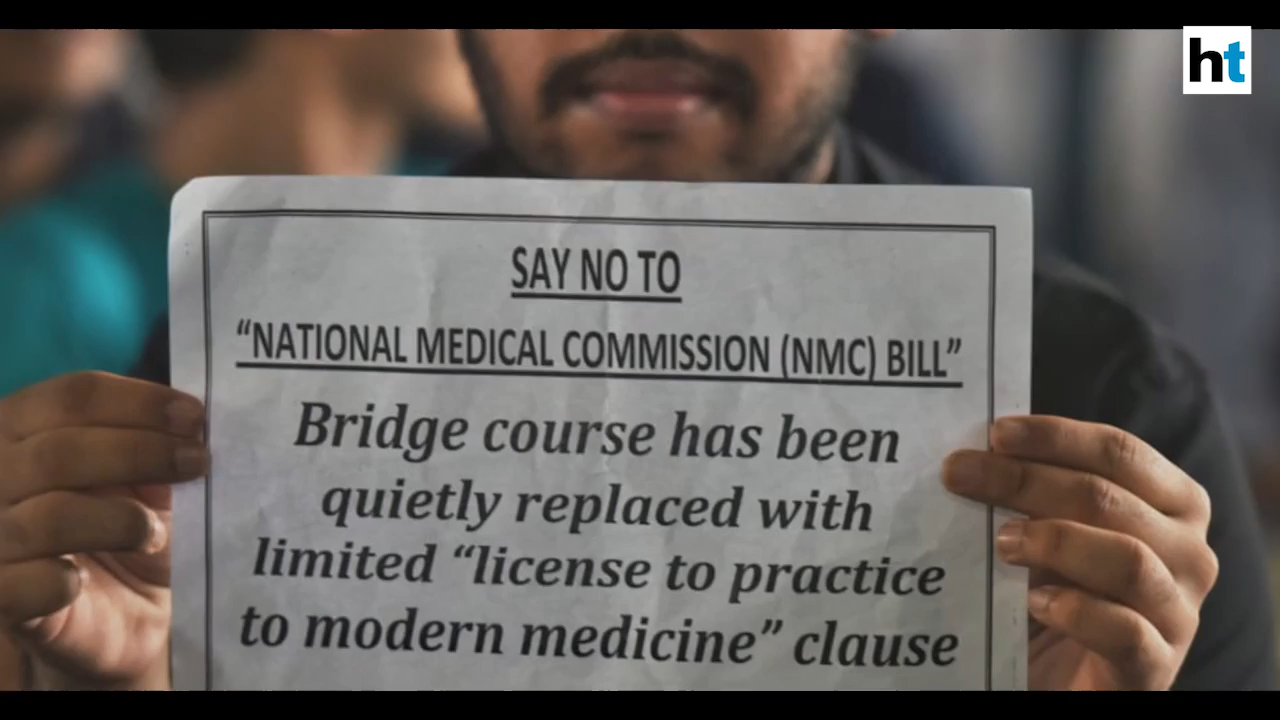 ht
SAY NO TO
“NATIONAL MEDICAL COMMISSION (NMC) BILL”
Bridge course has been
quietly replaced with
limited “license to practice
to modern medicine” clause